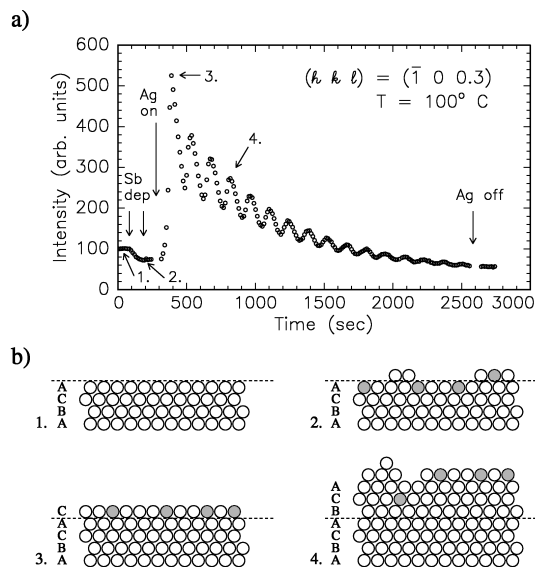 a)
600
500
400
300
200
100
0
Intensity (arb. units)
0 500 1000 1500 2000 2500 3000
Time (sec)
(h k l) = (1̅ 0 0.3)
T = 100° C
Ag
on
Sb
dep
3.
4.
1.
2.
Ag off
b)
A
C
B
1. A
A
C
B
2. A
C
A
C
B
3. A
A
C
B
A
C
B
4. A